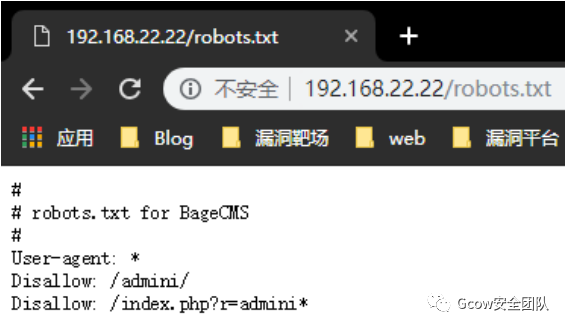 192.168.22.22/robots.txt
不安全 | 192.168.22.22/robots.txt
应用 Blog 漏洞靶场 web 漏洞平台
#
# robots.txt for BageCMS
#
User-agent: *
Disallow: /admini/
Disallow: /index.php?r=admini*
Gcow安全团队